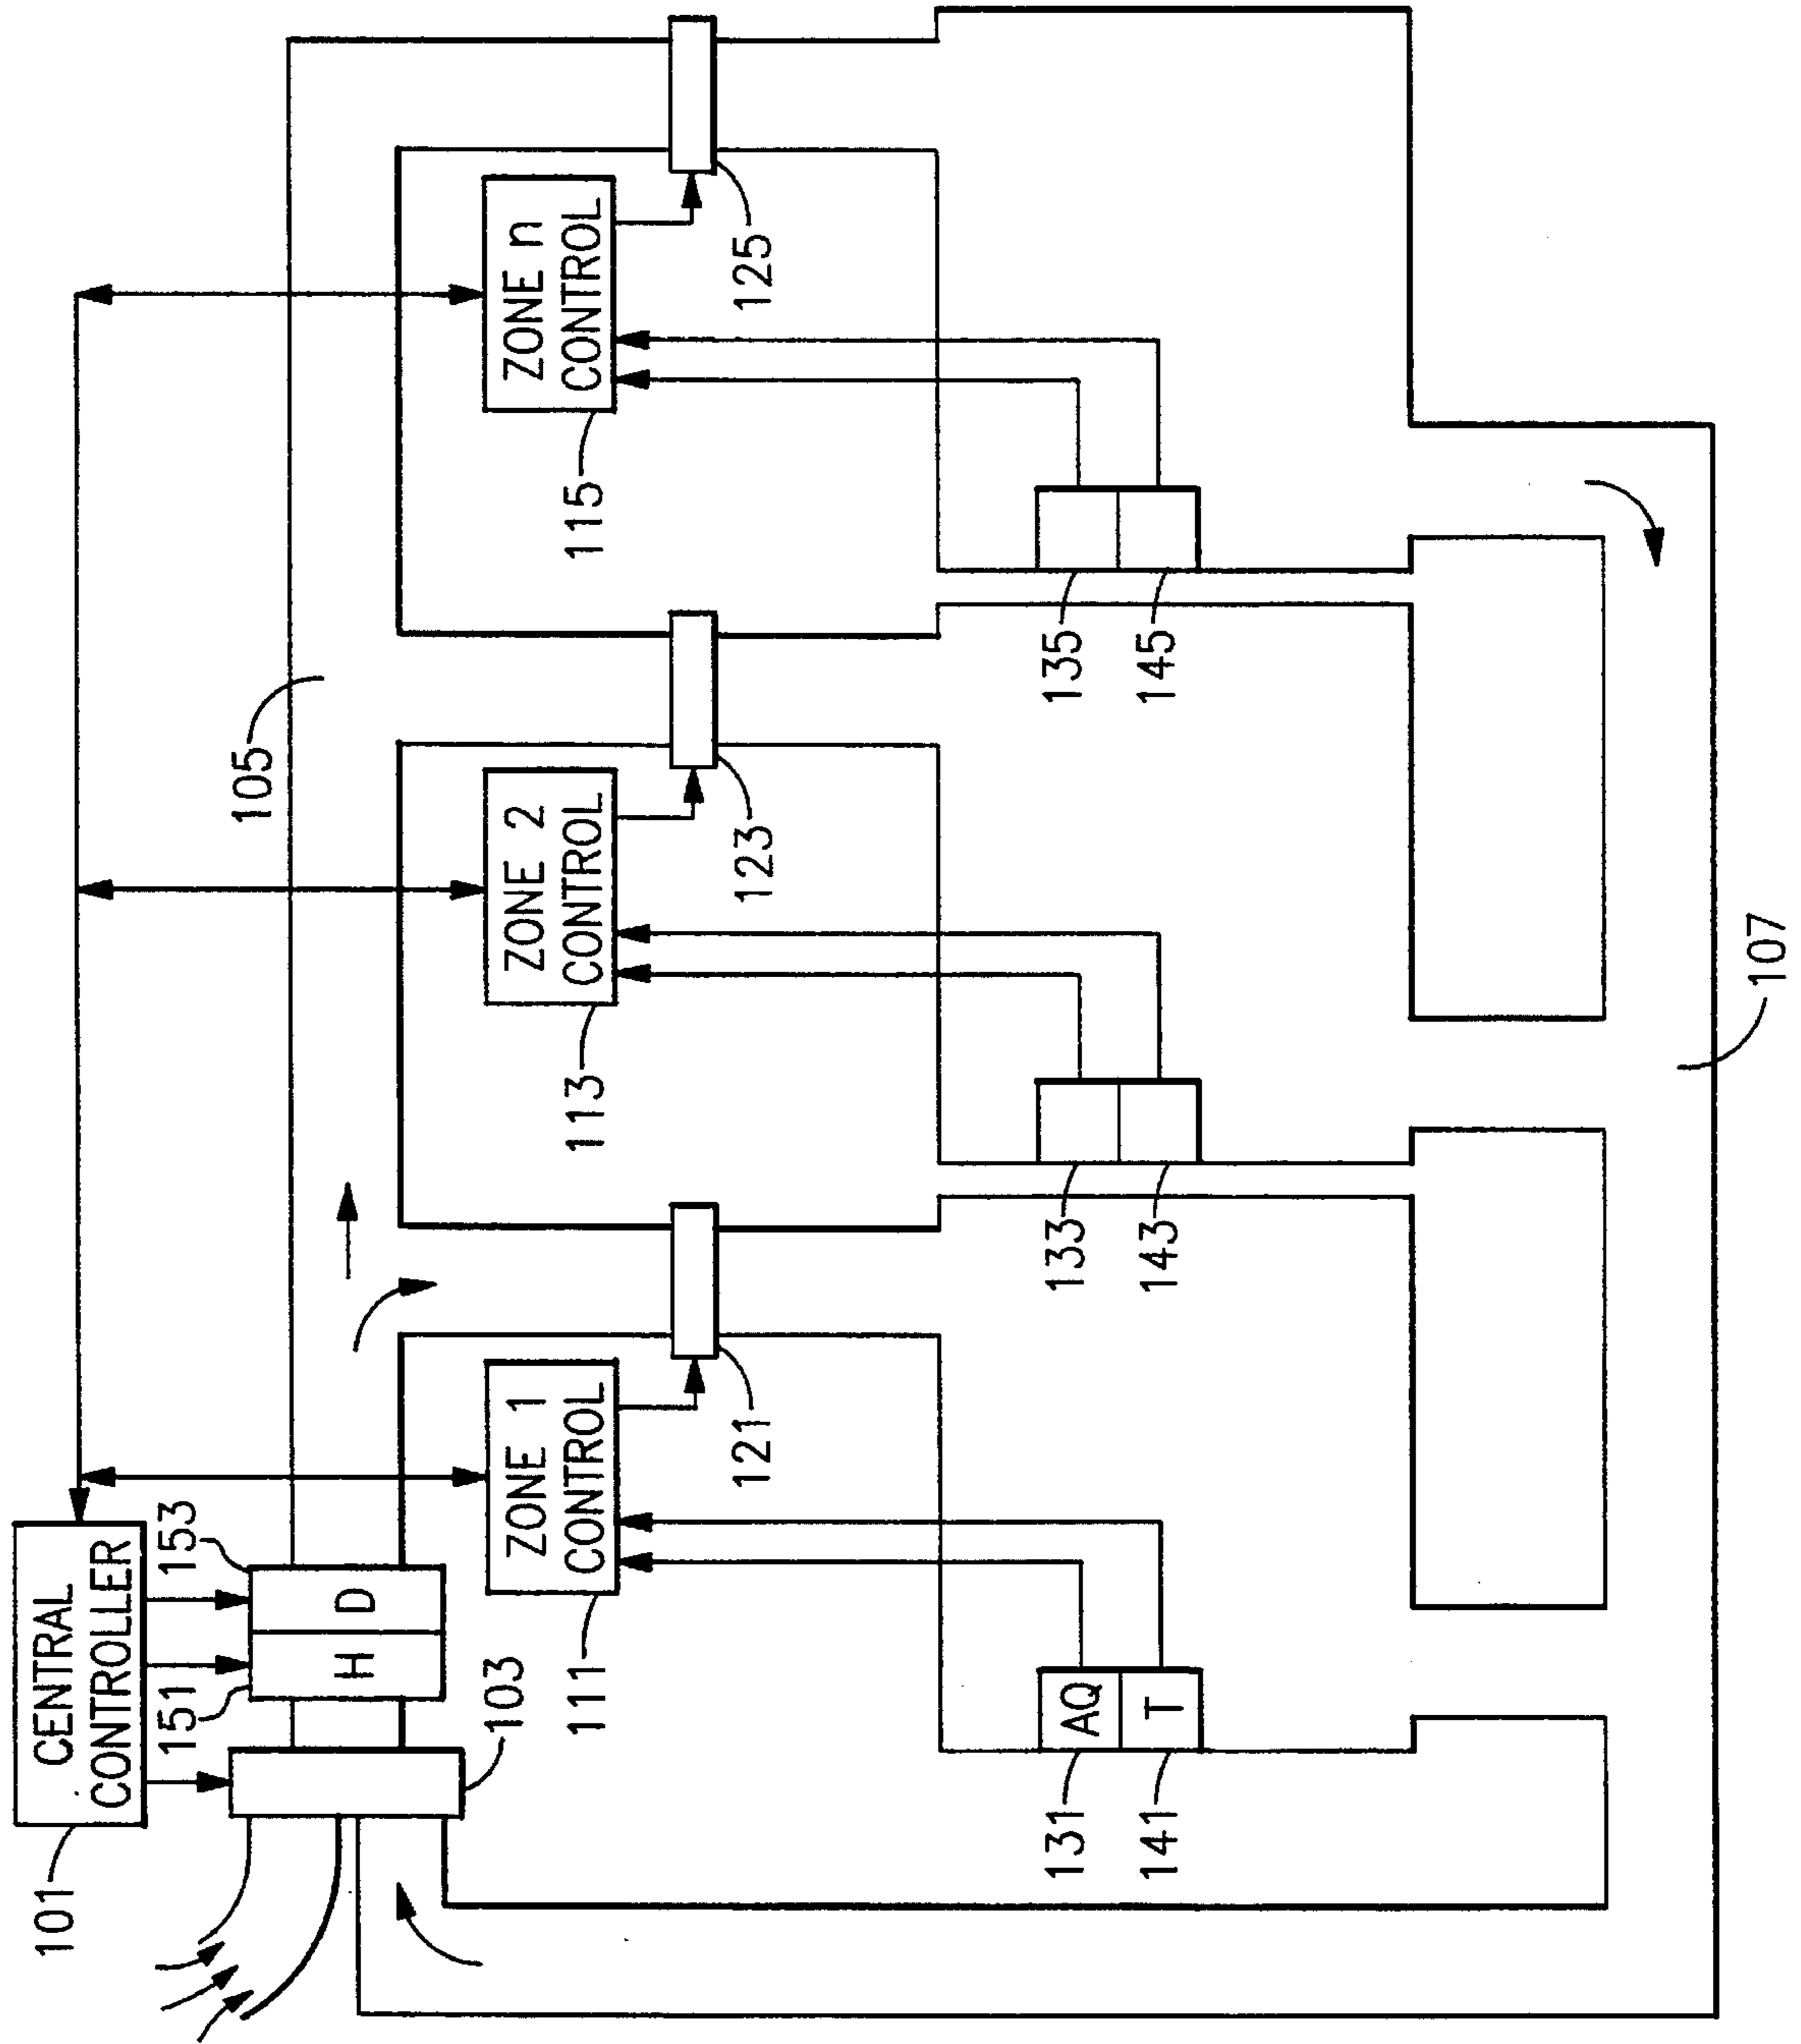 CENTRAL
CONTROLLER
101
151
153
H
D
103
105
ZONE 1
CONTROL
111
121
ZONE 2
CONTROL
113
123
ZONE n
CONTROL
115
125
AQ
T
131
141
133
143
135
145
107